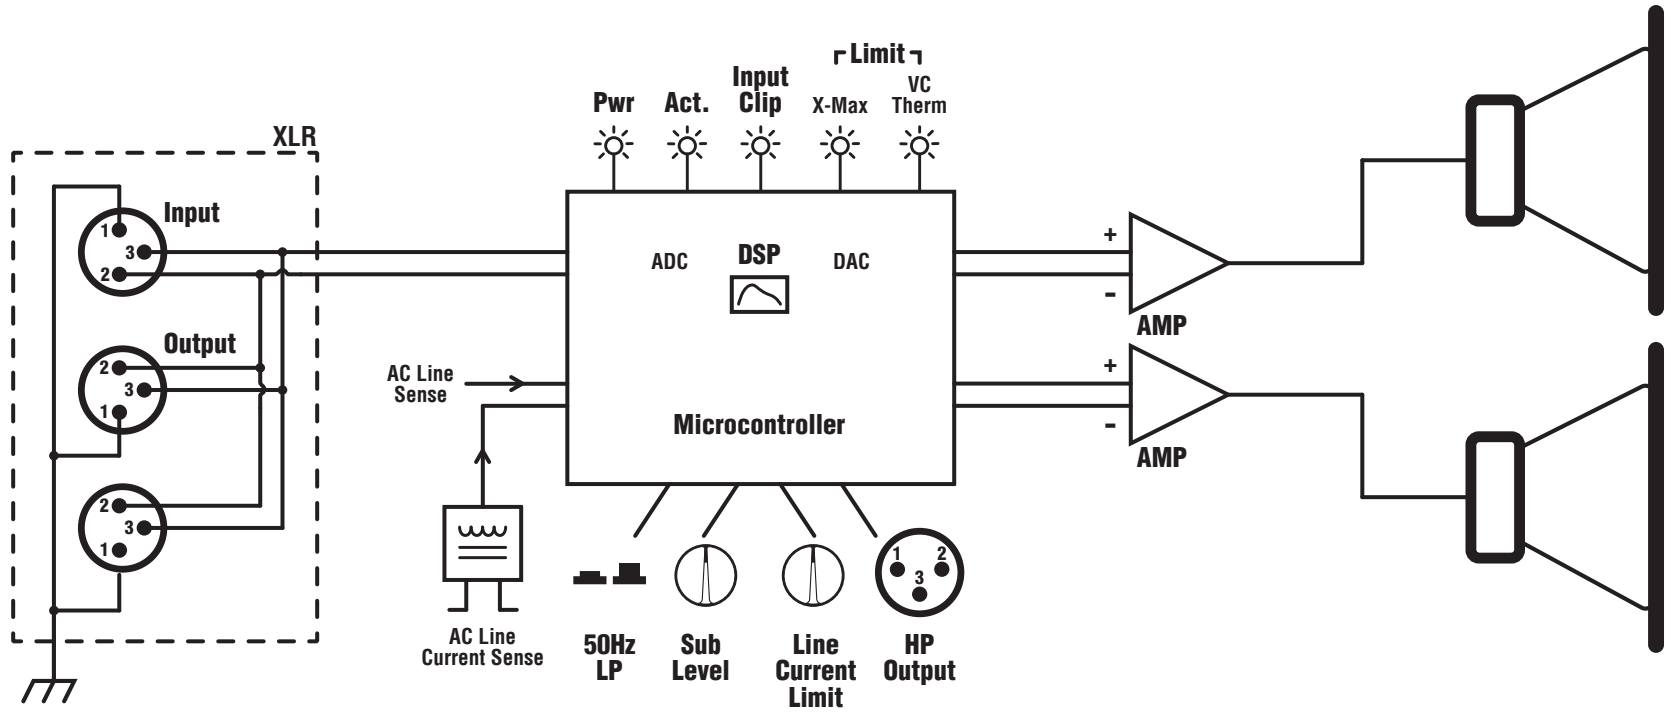 XLR
Input
1
3
2
Output
2
3
1
2
3
1
Pwr
Act.
Input
Clip
Limit
X-Max
VC
Therm
ADC
DSP
DAC
Microcontroller
AC Line
Sense
AC Line
Current Sense
50Hz
LP
Sub
Level
Line
Current
Limit
1
2
3
HP
Output
+
-
AMP
+
-
AMP